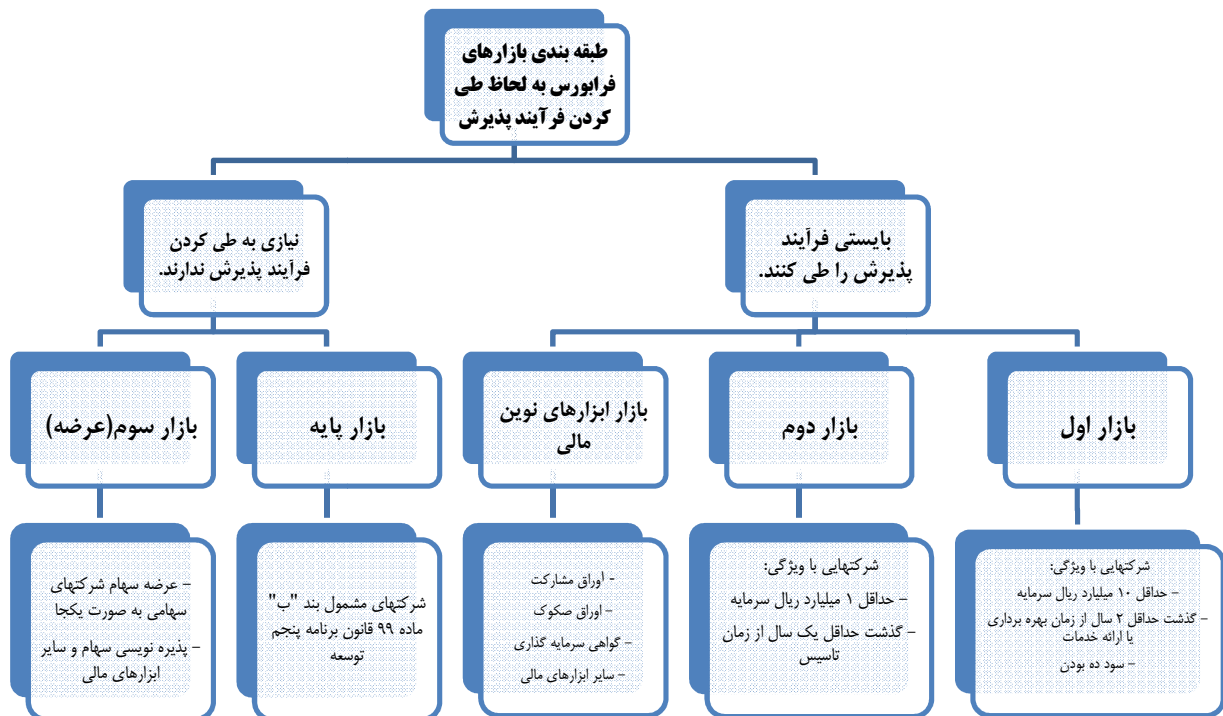 طبقه بندی بازارهای
فرابورس به لحاظ طی
کردن فرآیند پذیرش
بایستی فرآیند
پذیرش را طی کنند.
نیازی به طی کردن
فرآیند پذیرش ندارند.
بازار اول
بازار دوم
بازار ابزارهای نوین
مالی
بازار پایه
بازار سوم(عرضه)
شرکتهایی با ویژگی:
– حداقل ۱۰ میلیارد ریال سرمایه
– گذشت حداقل ۲ سال از زمان بهره برداری
یا ارائه خدمات
– سود ده بودن
شرکتهایی با ویژگی:
– حداقل ۱ میلیارد ریال سرمایه
– گذشت حداقل یک سال از زمان
تاسیس
- اوراق مشارکت
- اوراق صکوک
– گواهی سرمایه گذاری
– سایر ابزارهای مالی
شرکتهای مشمول بند "ب"
ماده ۹۹ قانون برنامه پنجم
توسعه
– عرضه سهام شرکتهای
سهامی به صورت یکجا
– پذیره نویسی سهام و سایر
ابزارهای مالی